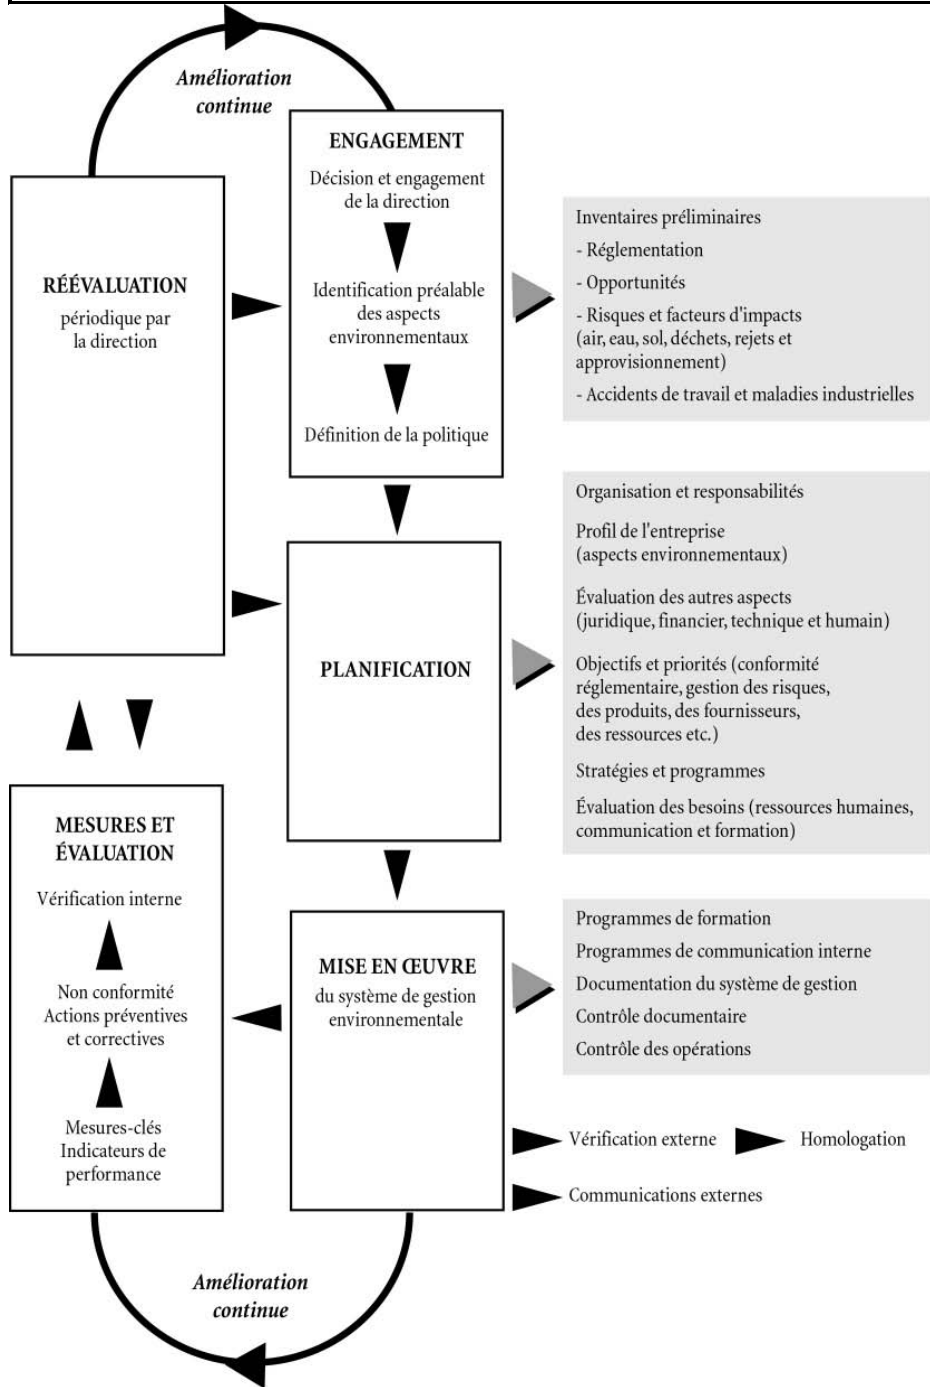 Amélioration
continue
ENGAGEMENT
Décision et engagement
de la direction
Identification préalable
des aspects
environnementaux
Définition de la politique
RÉÉVALUATION
périodique par
la direction
Inventaires préliminaires
- Réglementation
- Opportunités
- Risques et facteurs d'impacts
(air, eau, sol, déchets, rejets et
approvisionnement)
- Accidents de travail et maladies industrielles
PLANIFICATION
Organisation et responsabilités
Profil de l'entreprise
(aspects environnementaux)
Évaluation des autres aspects
(juridique, financier, technique et humain)
Objectifs et priorités (conformité
réglementaire, gestion des risques,
des produits, des fournisseurs,
des ressources etc.)
Stratégies et programmes
Évaluation des besoins (ressources humaines,
communication et formation)
MESURES ET
ÉVALUATION
Vérification interne
Non conformité
Actions préventives
et correctives
Mesures-clés
Indicateurs de
performance
MISE EN ŒUVRE
du système de gestion
environnementale
Programmes de formation
Programmes de communication interne
Documentation du système de gestion
Contrôle documentaire
Contrôle des opérations
Vérification externe
Homologation
Communications externes
Amélioration
continue